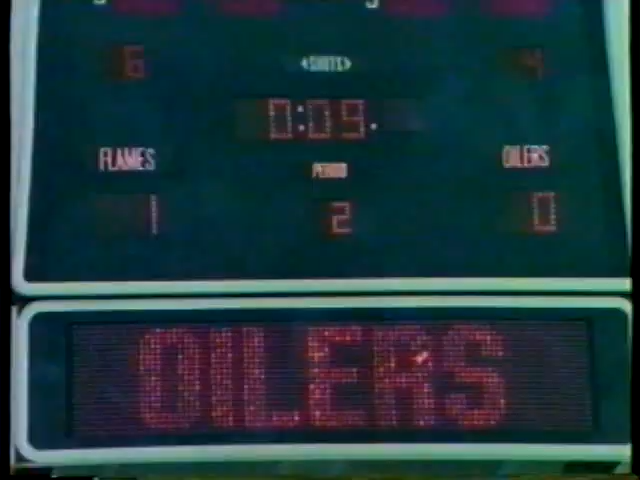 6 <SHOTS> 4
0:09.
FLAMES PERIOD OILERS
1 2 0
OILERS